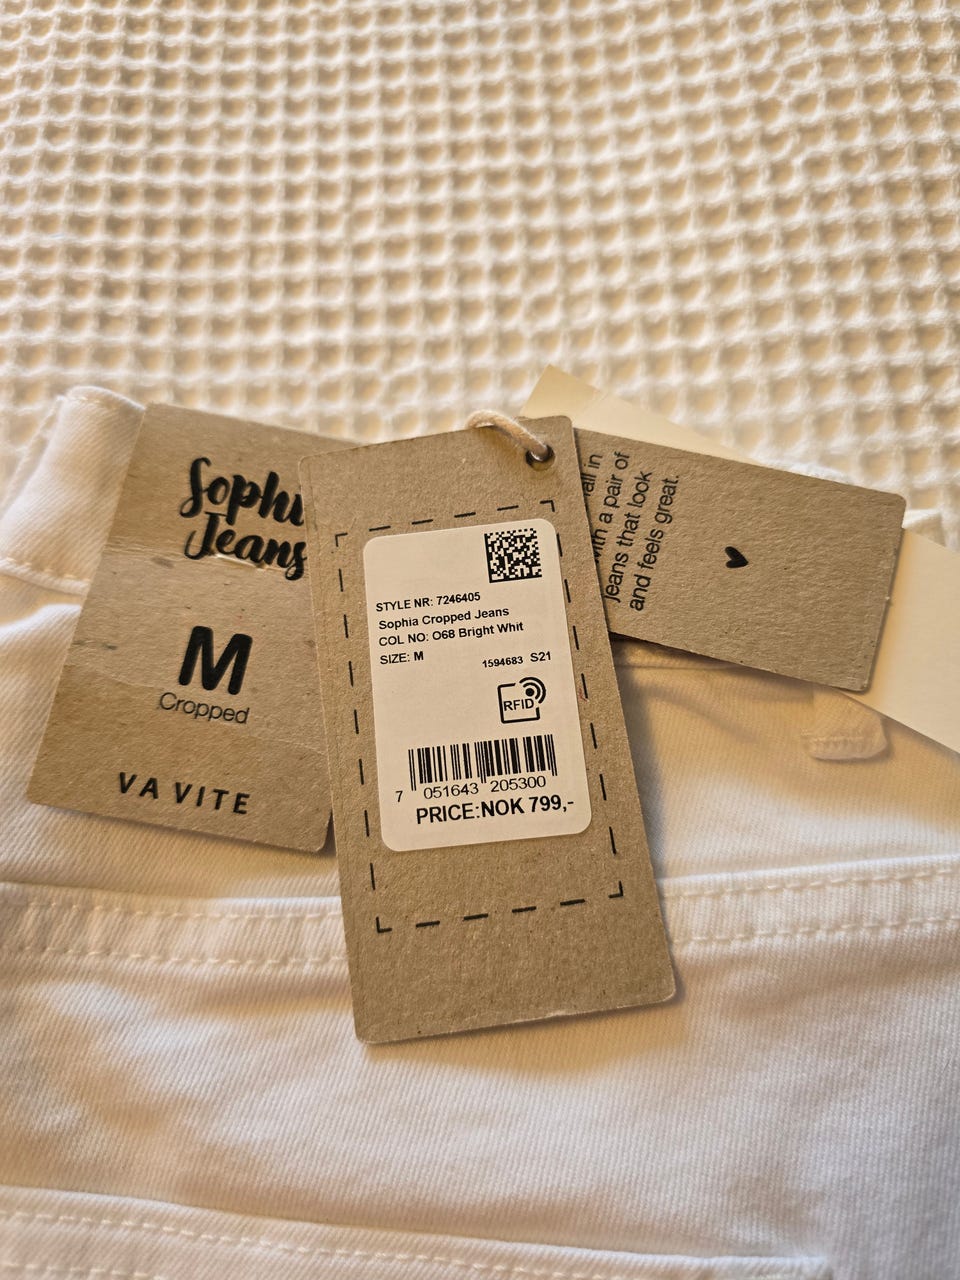 Sophi
Jeans
M
Cropped
VA VITE
STYLE NR: 7246405
Sophia Cropped Jeans
COL NO: O68 Bright Whit
SIZE: M
1594683 S21
RFID
7 051643 205300
PRICE:NOK 799,-
in
with a pair of
jeans that look
and feels great.